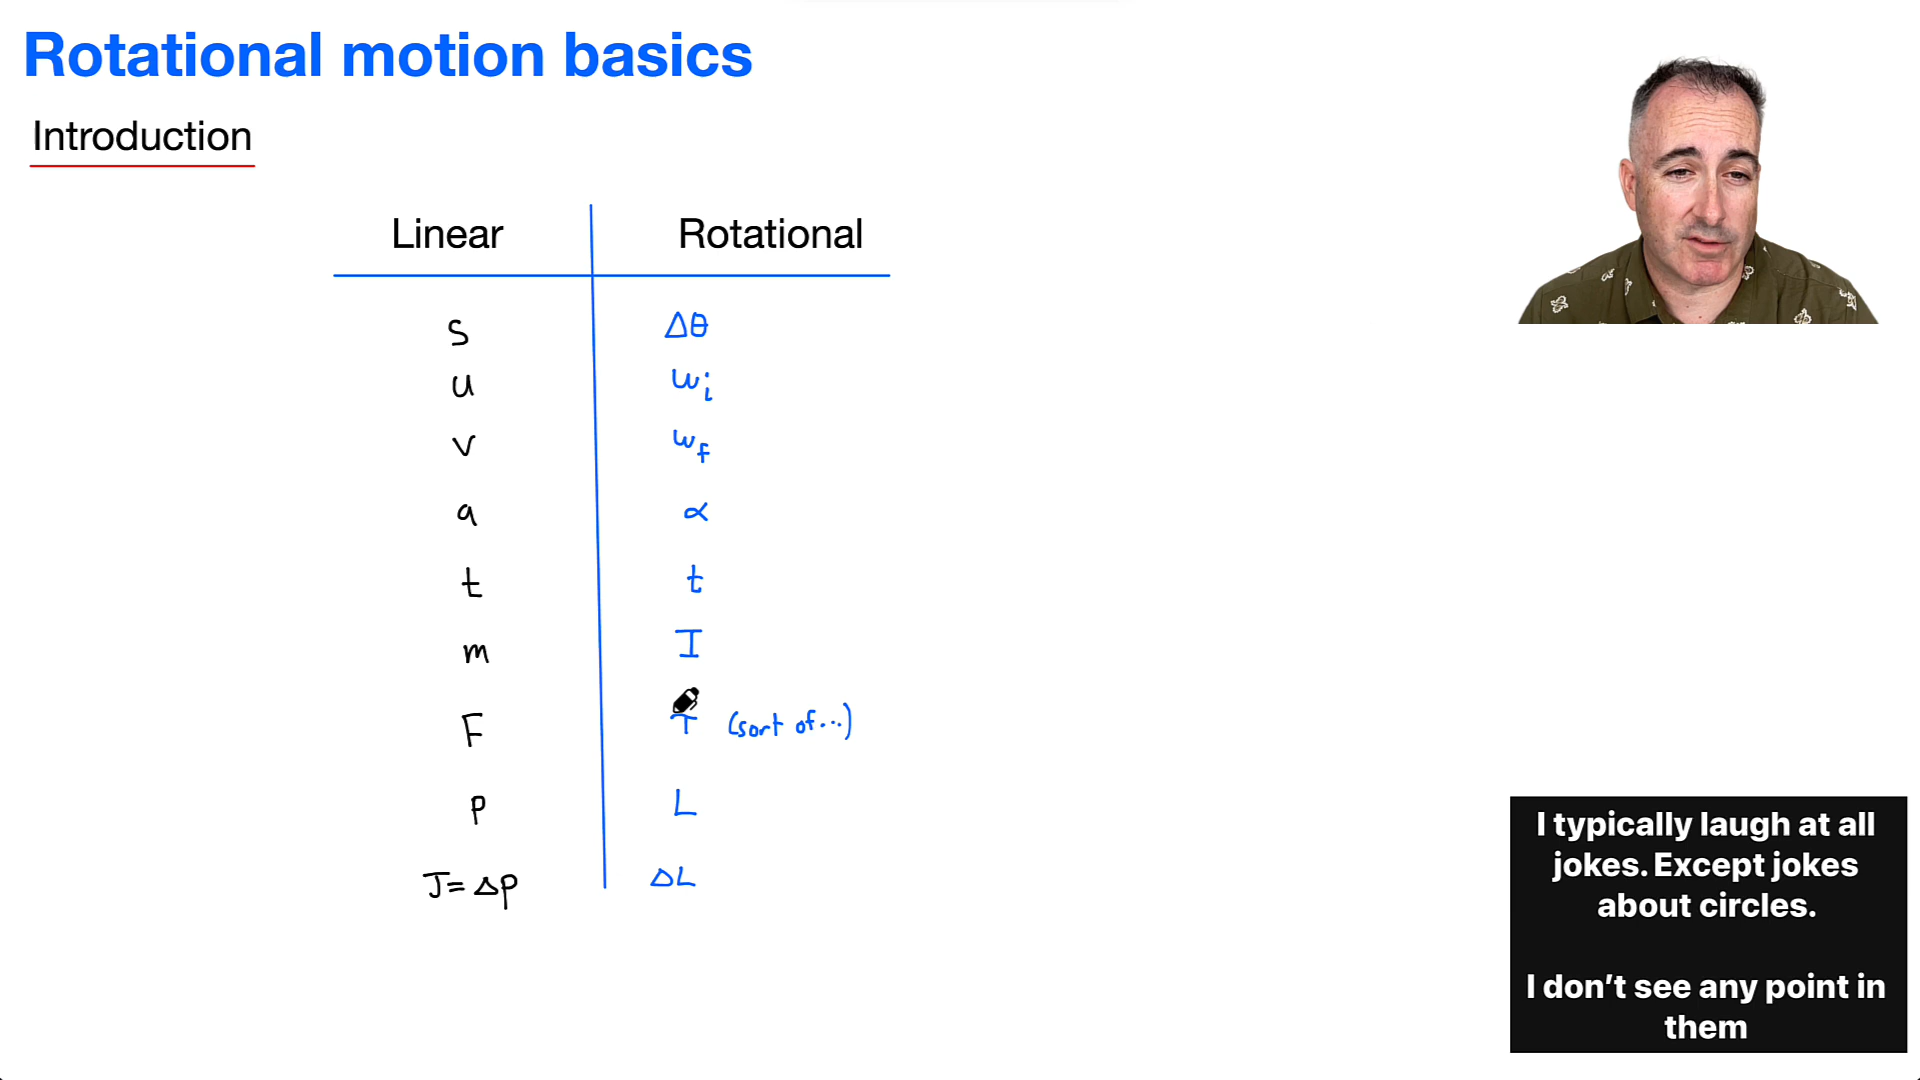 Rotational motion basics
Introduction
Linear Rotational
s Δθ
u ωi
v ωf
a α
t t
m I
F τ (sort of...)
p L
J = Δp ΔL
I typically laugh at all
jokes. Except jokes
about circles.
I don’t see any point in
them